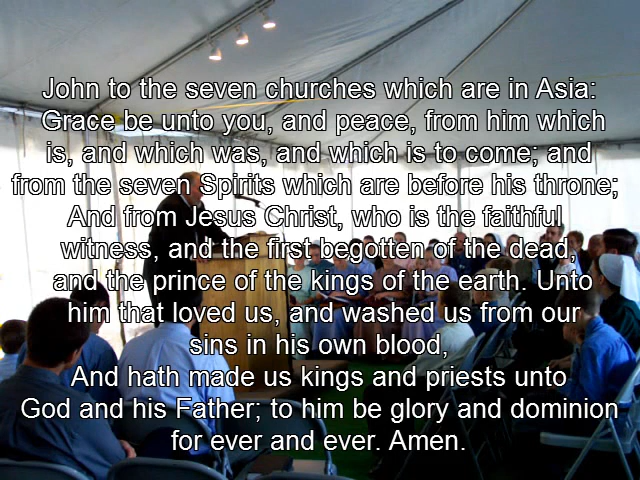 John to the seven churches which are in Asia:
Grace be unto you, and peace, from him which
is, and which was, and which is to come; and
from the seven Spirits which are before his throne;
And from Jesus Christ, who is the faithful
witness, and the first begotten of the dead,
and the prince of the kings of the earth. Unto
him that loved us, and washed us from our
sins in his own blood,
And hath made us kings and priests unto
God and his Father; to him be glory and dominion
for ever and ever. Amen.